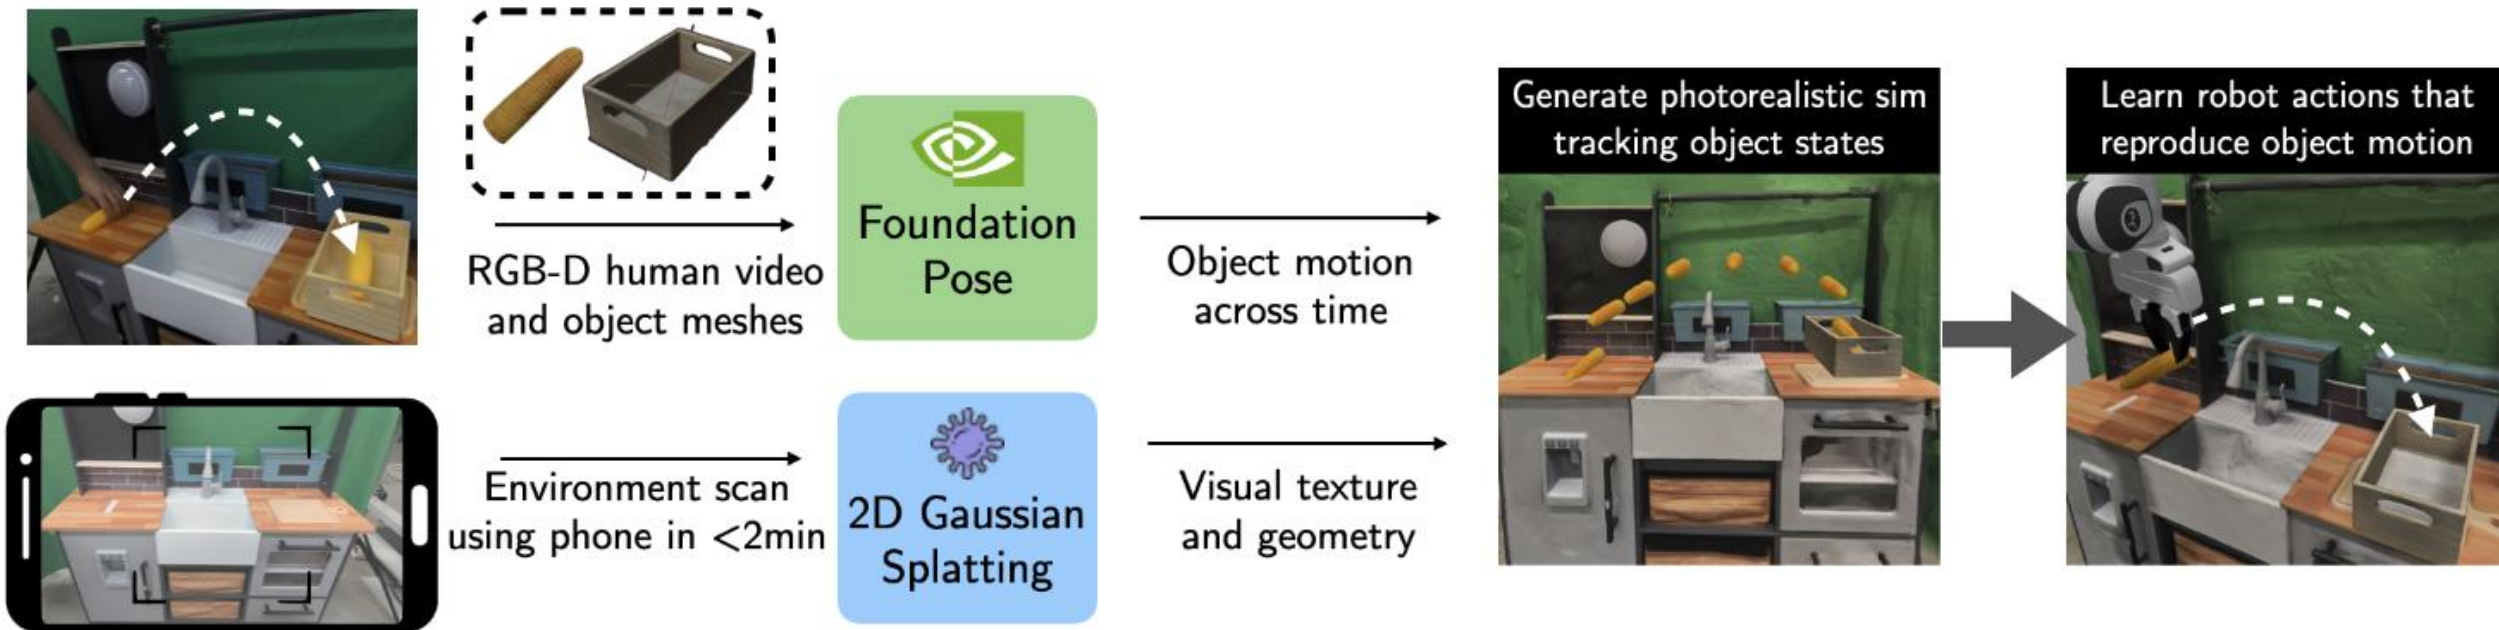 RGB-D human video
and object meshes
Foundation
Pose
Object motion
across time
Environment scan
using phone in <2min
2D Gaussian
Splatting
Visual texture
and geometry
Generate photorealistic sim
tracking object states
Learn robot actions that
reproduce object motion